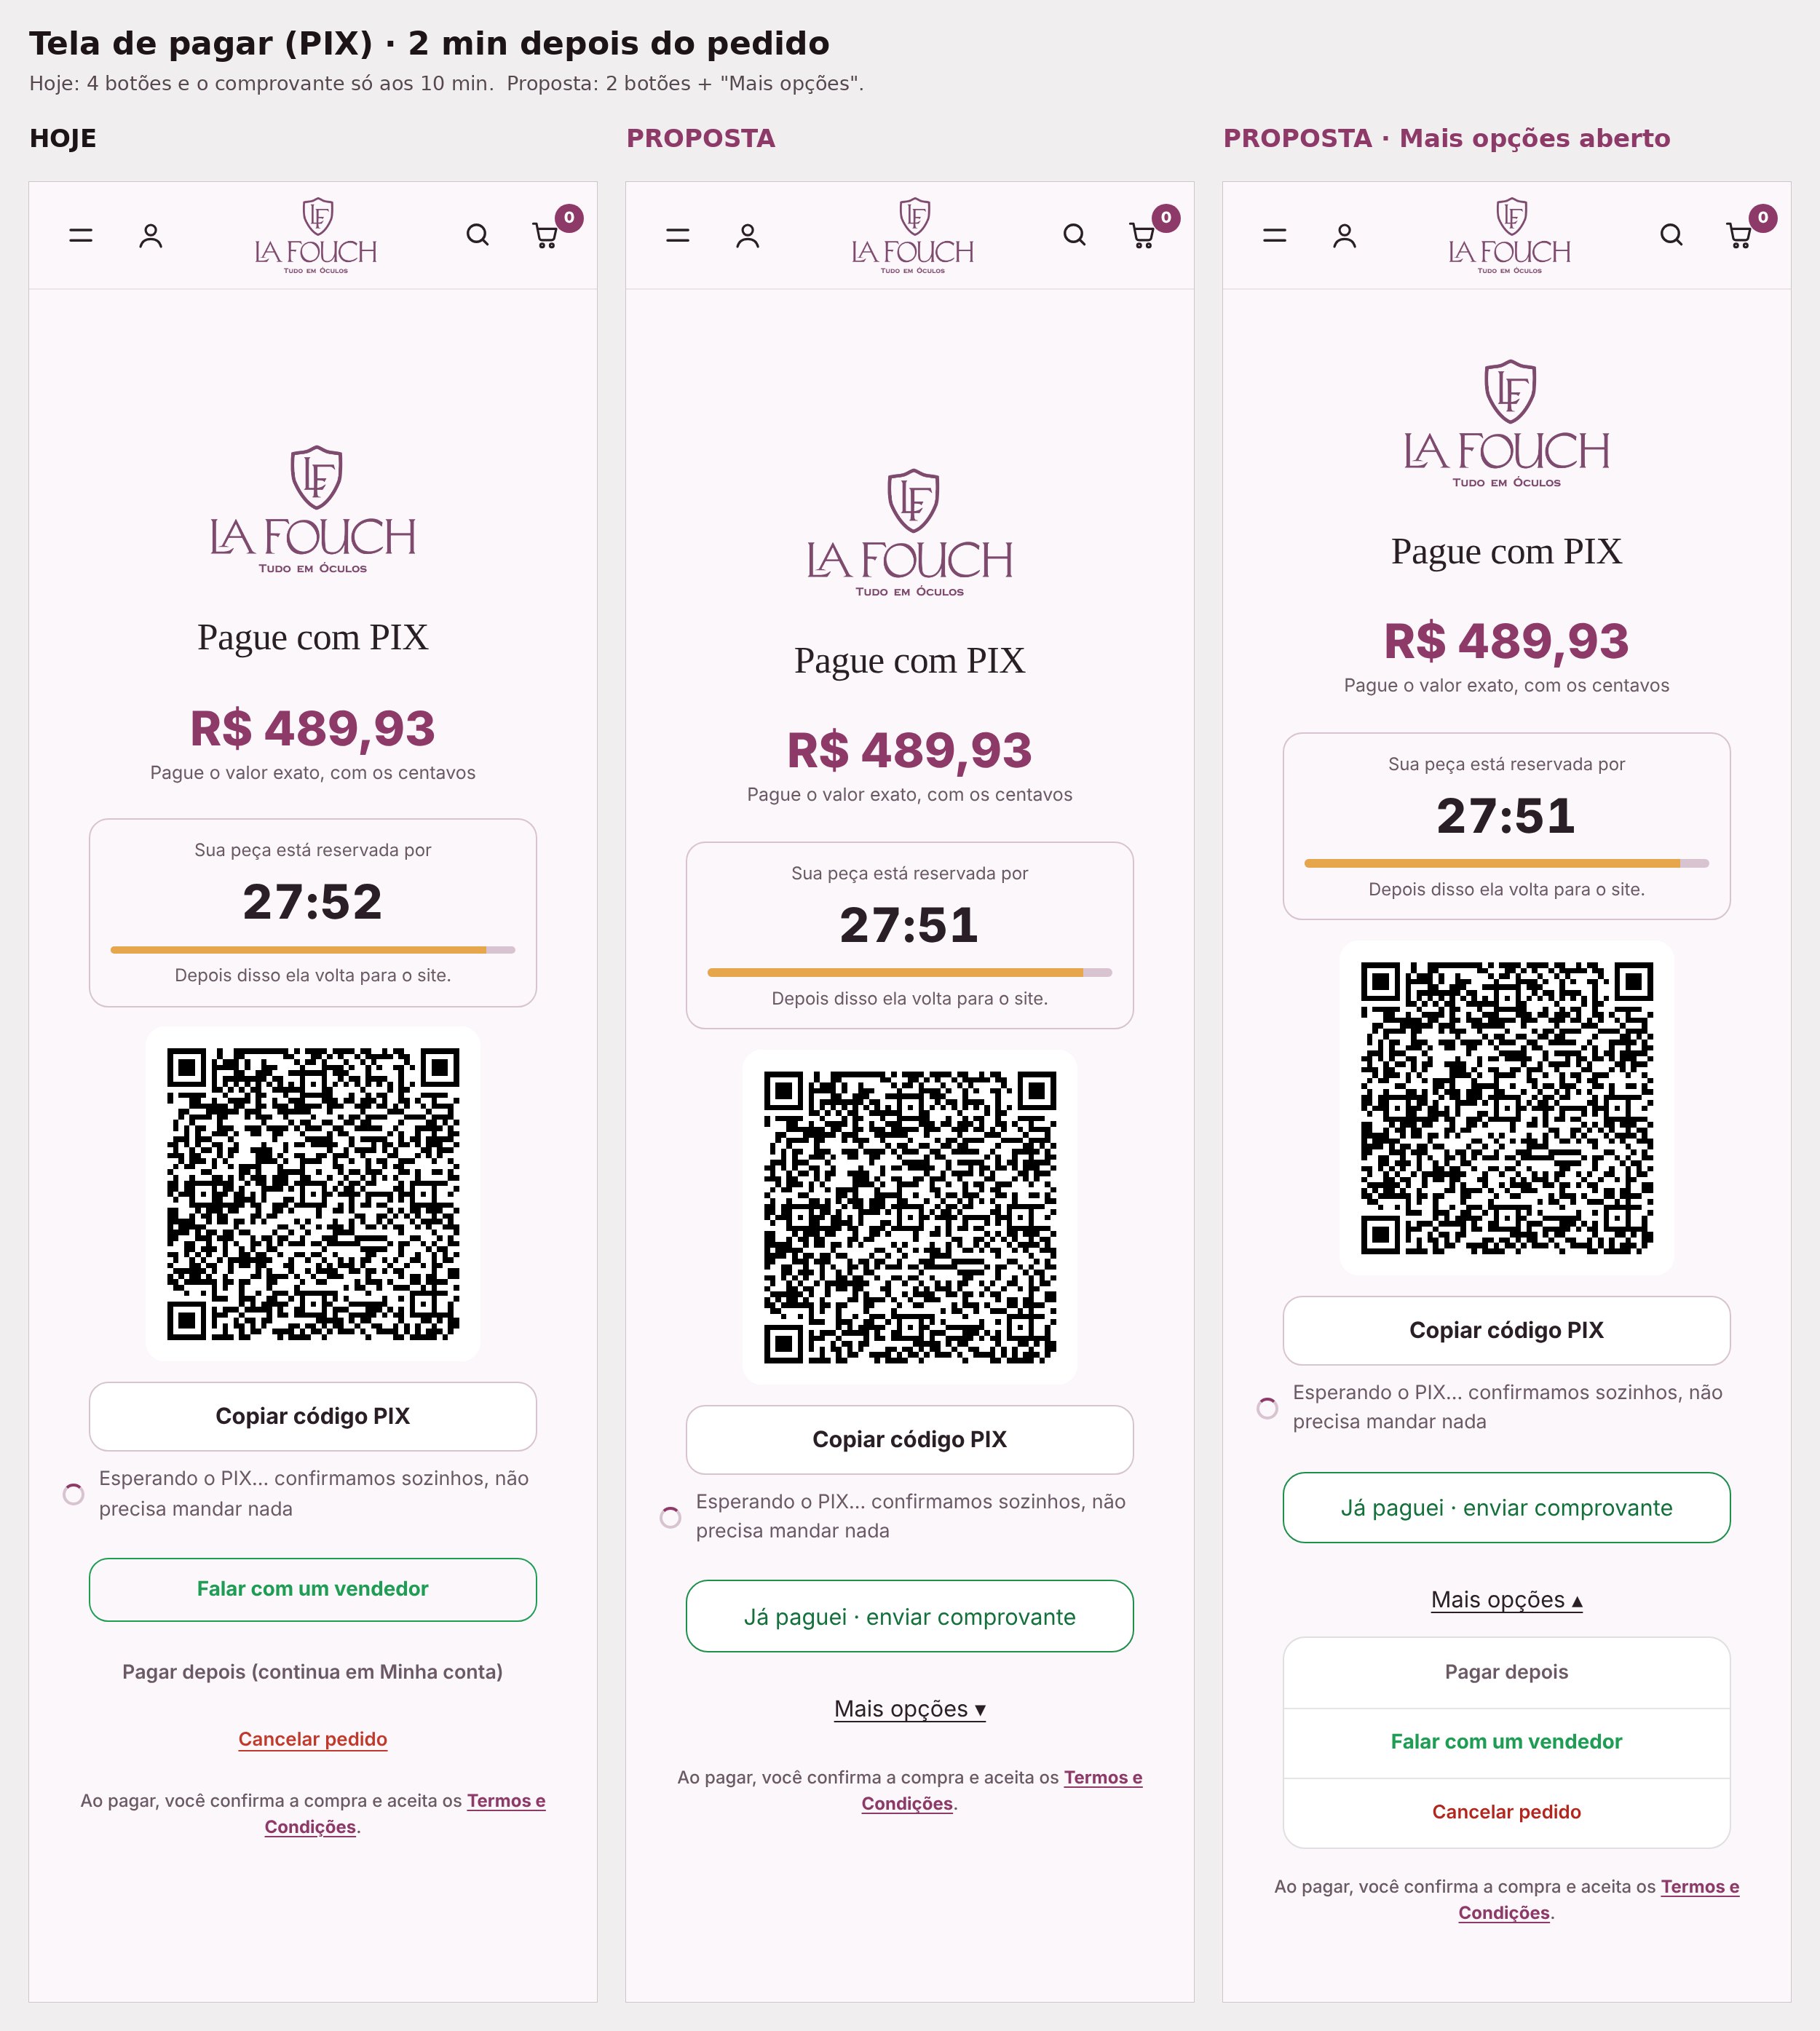 Tela de pagar (PIX) · 2 min depois do pedido
Hoje: 4 botões e o comprovante só aos 10 min.  Proposta: 2 botões + "Mais opções".
HOJE
0
LF
LA FOUCH
TUDO EM ÓCULOS
LF
LA FOUCH
TUDO EM ÓCULOS
Pague com PIX
R$ 489,93
Pague o valor exato, com os centavos
Sua peça está reservada por
27:52
Depois disso ela volta para o site.
Copiar código PIX
Esperando o PIX... confirmamos sozinhos, não
precisa mandar nada
Falar com um vendedor
Pagar depois (continua em Minha conta)
Cancelar pedido
Ao pagar, você confirma a compra e aceita os Termos e
Condições.
PROPOSTA
0
LF
LA FOUCH
TUDO EM ÓCULOS
LF
LA FOUCH
TUDO EM ÓCULOS
Pague com PIX
R$ 489,93
Pague o valor exato, com os centavos
Sua peça está reservada por
27:51
Depois disso ela volta para o site.
Copiar código PIX
Esperando o PIX... confirmamos sozinhos, não
precisa mandar nada
Já paguei · enviar comprovante
Mais opções ▾
Ao pagar, você confirma a compra e aceita os Termos e
Condições.
PROPOSTA · Mais opções aberto
0
LF
LA FOUCH
TUDO EM ÓCULOS
LF
LA FOUCH
TUDO EM ÓCULOS
Pague com PIX
R$ 489,93
Pague o valor exato, com os centavos
Sua peça está reservada por
27:51
Depois disso ela volta para o site.
Copiar código PIX
Esperando o PIX... confirmamos sozinhos, não
precisa mandar nada
Já paguei · enviar comprovante
Mais opções ▴
Pagar depois
Falar com um vendedor
Cancelar pedido
Ao pagar, você confirma a compra e aceita os Termos e
Condições.